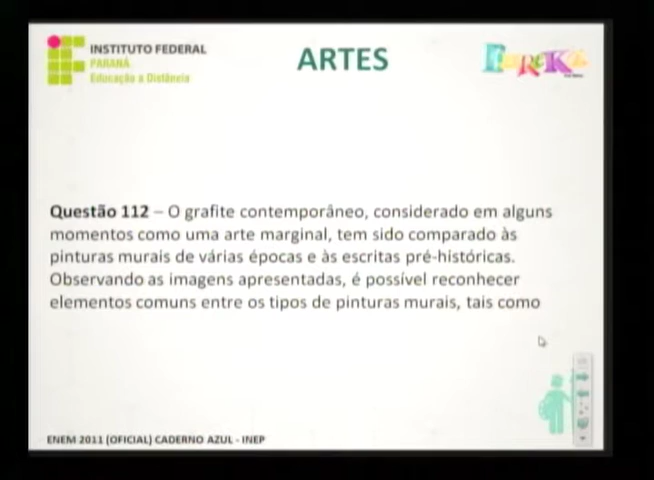 INSTITUTO FEDERAL
PARANÁ
Educação a Distância
ARTES
EUREKA
Questão 112 – O grafite contemporâneo, considerado em alguns
momentos como uma arte marginal, tem sido comparado às
pinturas murais de várias épocas e às escritas pré-históricas.
Observando as imagens apresentadas, é possível reconhecer
elementos comuns entre os tipos de pinturas murais, tais como
ENEM 2011 (OFICIAL) CADERNO AZUL - INEP